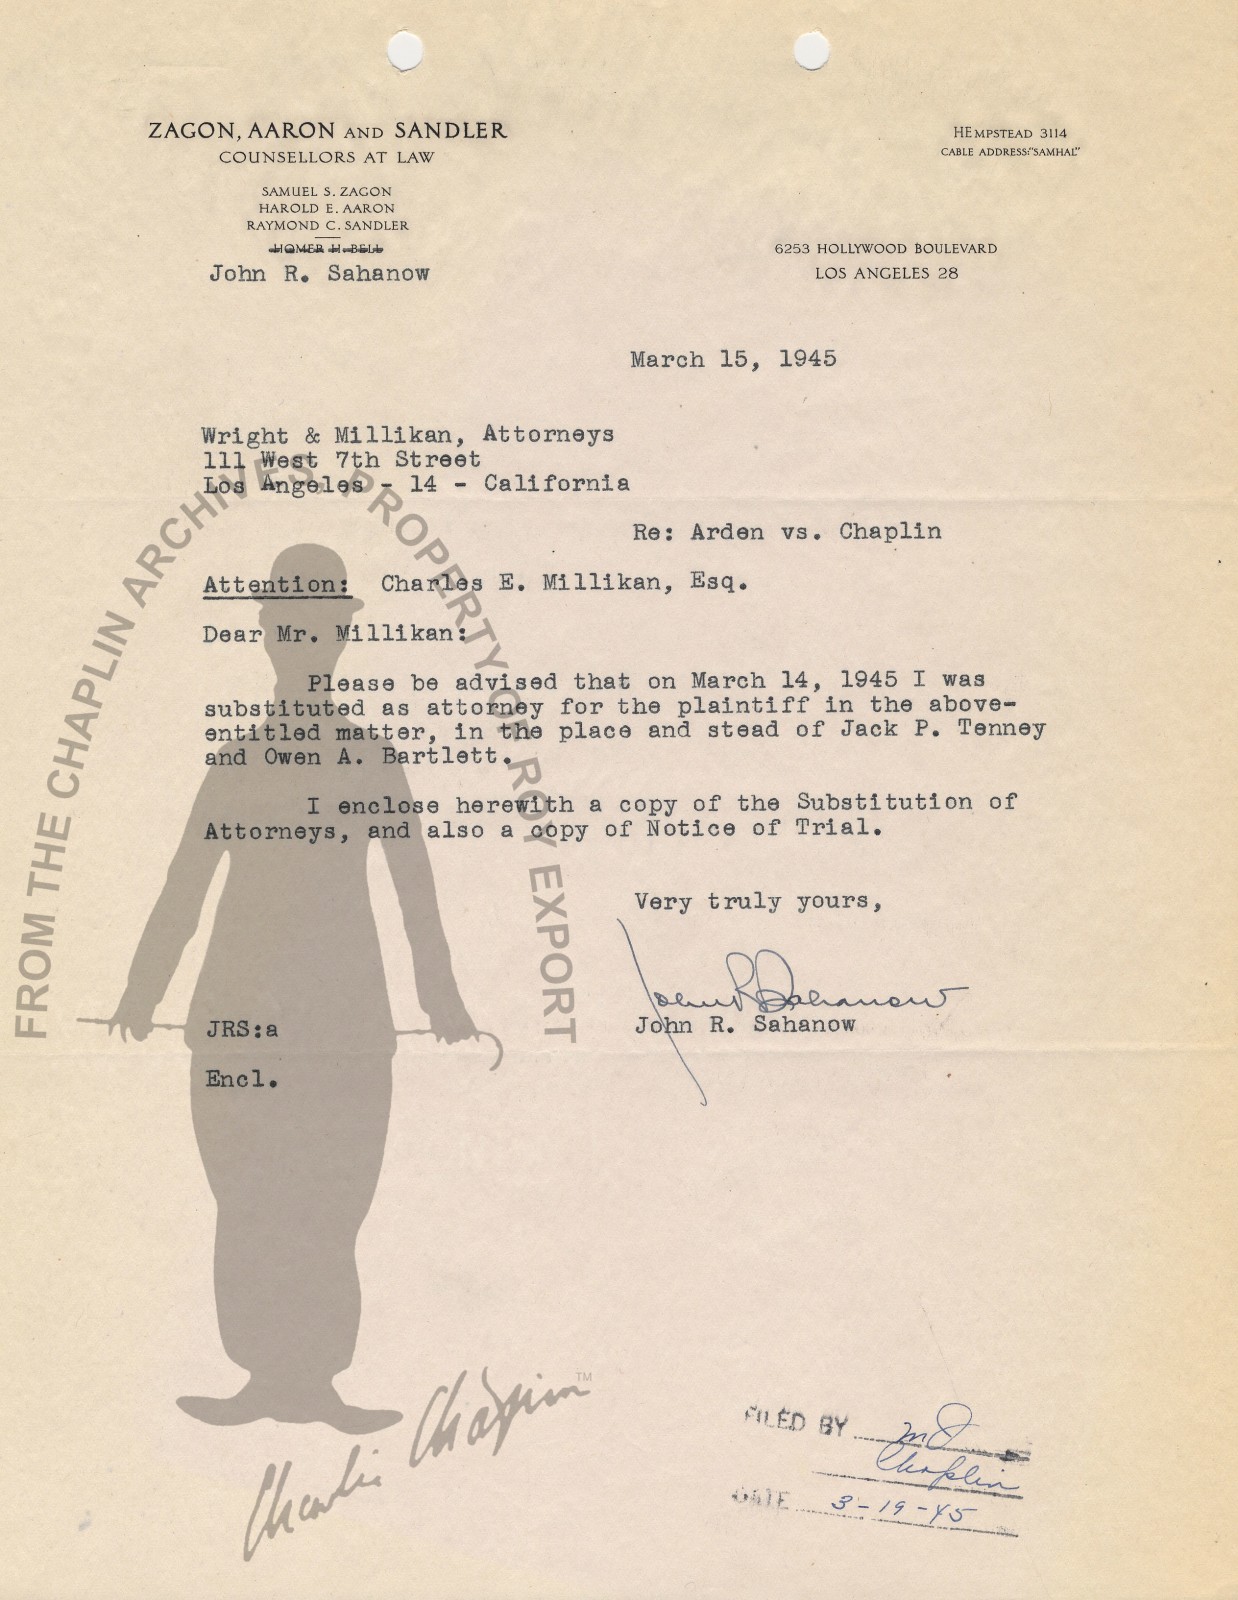 ZAGON, AARON AND SANDLER
COUNSELLORS AT LAW
SAMUEL S. ZAGON
HAROLD E. AARON
RAYMOND C. SANDLER
HOMER H. BELL
John R. Sahanow
HEMPSTEAD 3114
CABLE ADDRESS:"SAMHAL"
6253 HOLLYWOOD BOULEVARD
LOS ANGELES 28
March 15, 1945
Wright & Millikan, Attorneys
111 West 7th Street
Los Angeles - 14 - California
Re: Arden vs. Chaplin
Attention: Charles E. Millikan, Esq.
Dear Mr. Millikan:
Please be advised that on March 14, 1945 I was
substituted as attorney for the plaintiff in the above-
entitled matter, in the place and stead of Jack P. Tenney
and Owen A. Bartlett.
I enclose herewith a copy of the Substitution of
Attorneys, and also a copy of Notice of Trial.
Very truly yours,
John R Sahanow
John R. Sahanow
JRS:a
Encl.
FROM THE CHAPLIN ARCHIVES, PROPERTY OF ROY EXPORT
Charlie Chaplin™
FILED BY
Chaplin
DATE 3-19-45